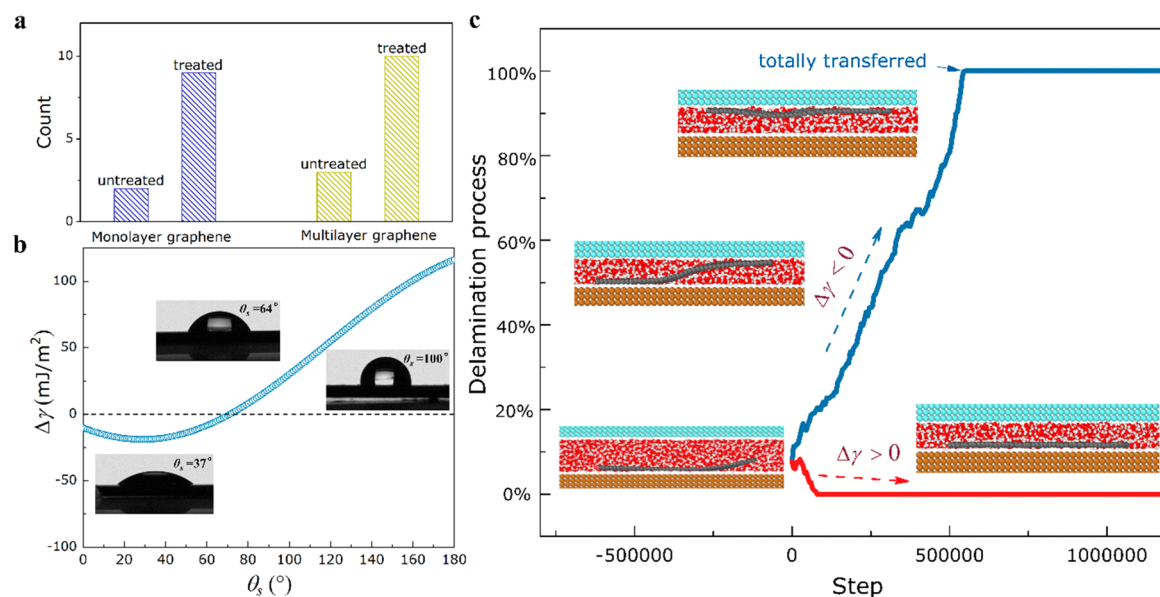 a
Count
10
5
0
untreated
treated
untreated
treated
Monolayer graphene
Multilayer graphene
b
Δγ (mJ/m²)
100
50
0
-50
-100
θs=64°
θs=100°
θs=37°
0 20 40 60 80 100 120 140 160 180
θs (°)
c
Delamination process
100%
80%
60%
40%
20%
0%
totally transferred
Δγ < 0
Δγ > 0
-500000 0 500000 1000000
Step